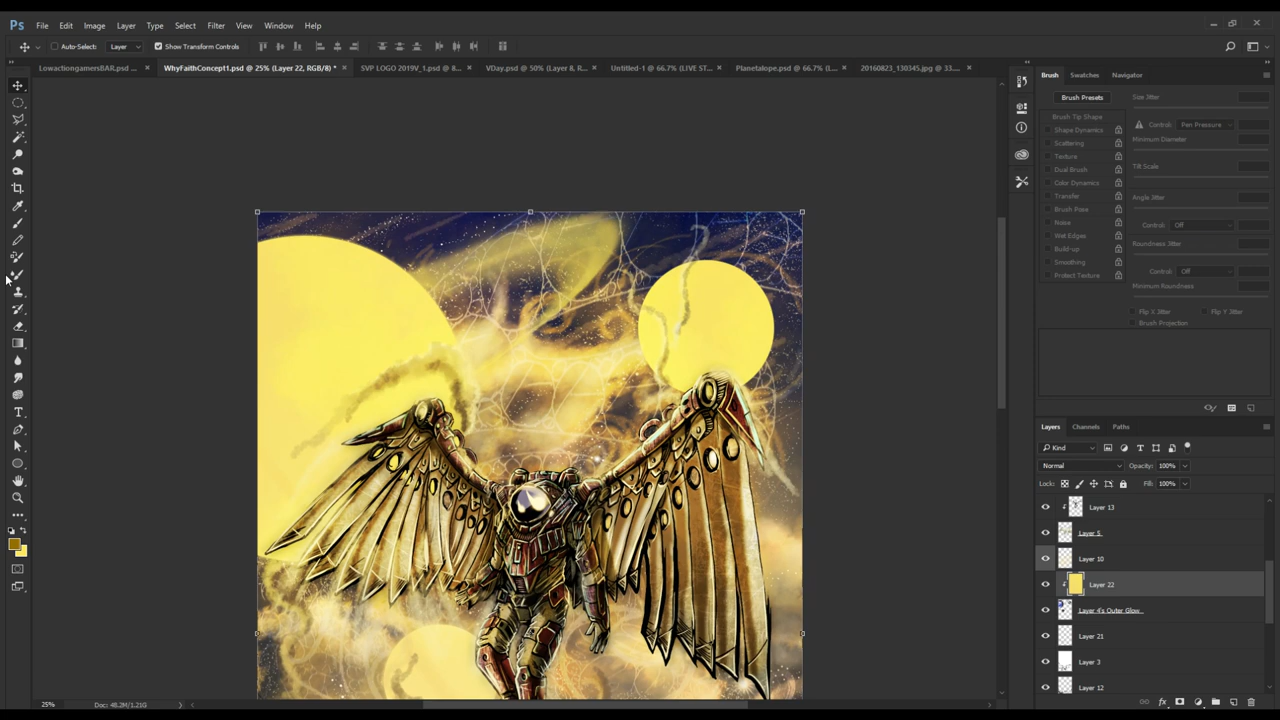 Ps File Edit Image Layer Type Select Filter View Window Help
Auto-Select: Layer Show Transform Controls
LowactiongamersBAR.psd ... × WhyFaithConcept1.psd @ 25% (Layer 22, RGB/8) * × SVP LOGO 2019V_1.psd @ 8... × VDay.psd @ 50% (Layer 8, R... × Untitled-1 @ 66.7% (LIVE ST... × Planetalope.psd @ 66.7% (L... × 20160823_130345.jpg @ 33.... ×
Brush Swatches Navigator
Brush Presets Size Jitter
Brush Tip Shape
Shape Dynamics Control: Pen Pressure
Scattering Minimum Diameter
Texture
Dual Brush Tilt Scale
Color Dynamics
Transfer Angle Jitter
Brush Pose
Noise Control: Off
Wet Edges
Build-up Roundness Jitter
Smoothing
Protect Texture Control: Off
Minimum Roundness
Flip X Jitter Flip Y Jitter
Brush Projection
Layers Channels Paths
Kind
Normal Opacity: 100%
Lock: Fill: 100%
Layer 13
Layer 5
Layer 10
Layer 22
Layer 4's Outer Glow
Layer 21
Layer 3
Layer 12
25% Doc: 48.2M/1.21G